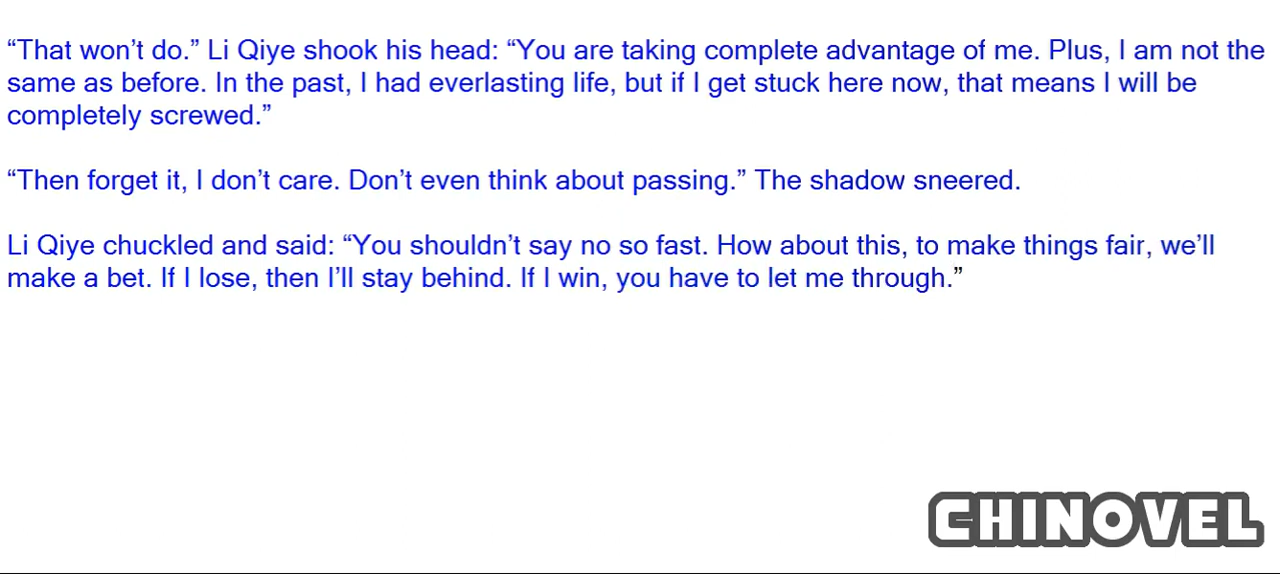 “That won’t do.” Li Qiye shook his head: “You are taking complete advantage of me. Plus, I am not the
same as before. In the past, I had everlasting life, but if I get stuck here now, that means I will be
completely screwed.”
“Then forget it, I don’t care. Don’t even think about passing.” The shadow sneered.
Li Qiye chuckled and said: “You shouldn’t say no so fast. How about this, to make things fair, we’ll
make a bet. If I lose, then I’ll stay behind. If I win, you have to let me through.”
CHINOVEL